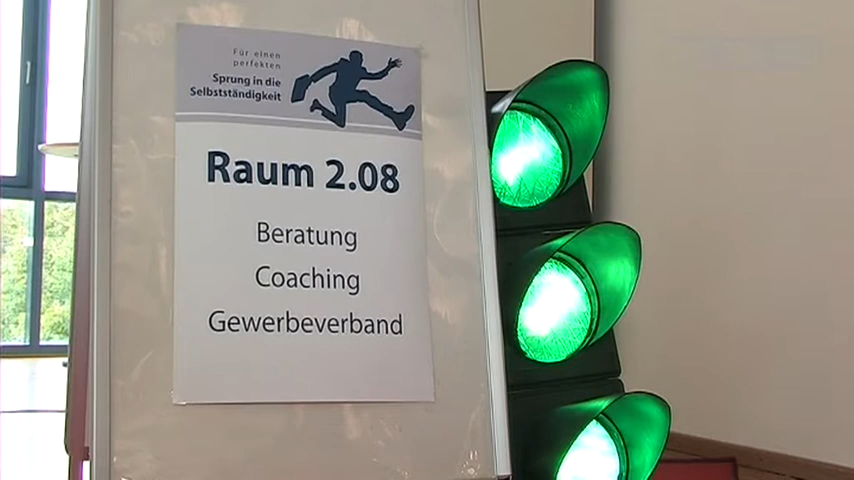 Für einen
perfekten
Sprung in die
Selbstständigkeit
Raum 2.08
Beratung
Coaching
Gewerbeverband